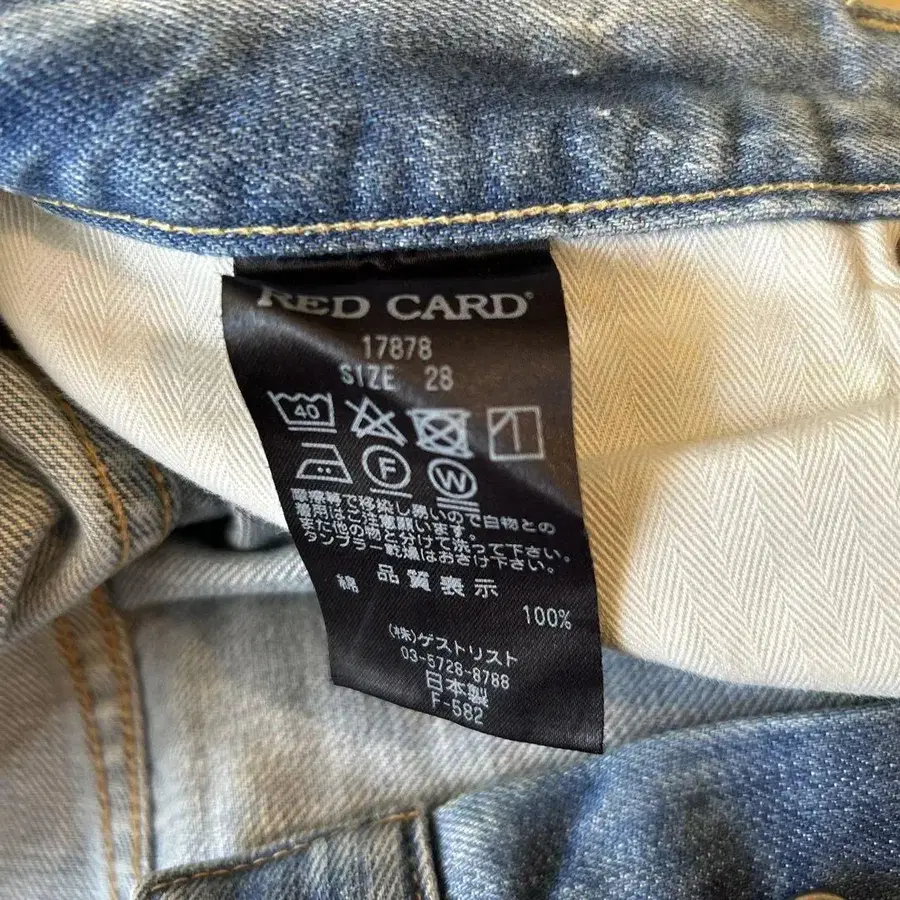 RED CARD®
17878
SIZE 28
40
F W
摩擦等で移染し易いので白物との
着用はご注意願います。
また他の物と分けて洗って下さい。
タンブラー乾燥はおさけ下さい。
品質表示
綿 100%
(株)ゲストリスト
03-5728-8788
日本製
F-582